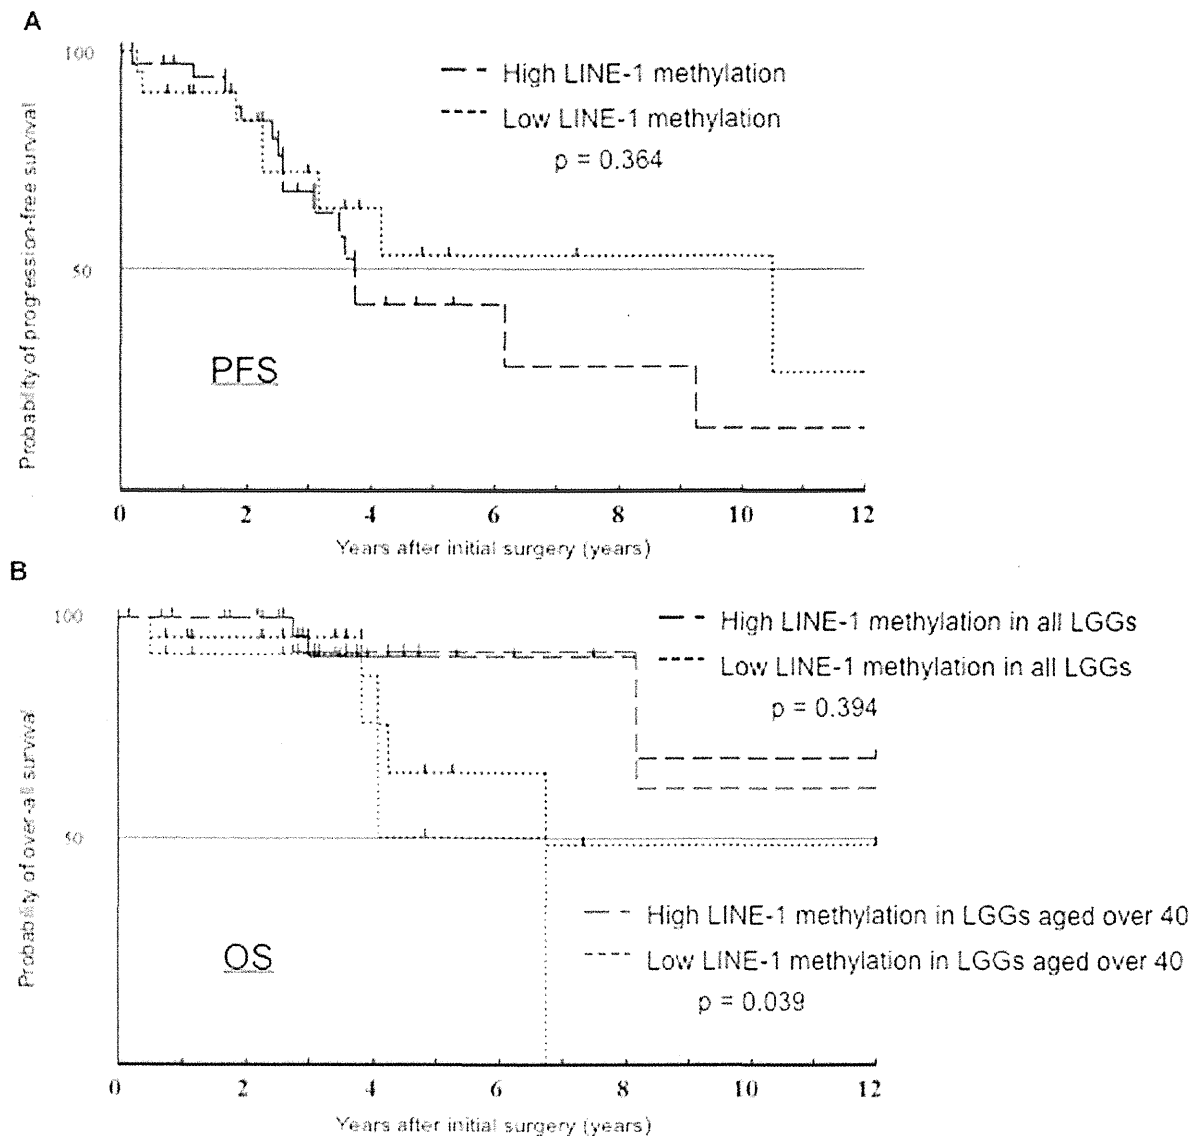 A
100
50
Probability of progression-free survival
High LINE-1 methylation
Low LINE-1 methylation
p = 0.364
PFS
0 2 4 6 8 10 12
Years after initial surgery (years)
B
100
50
Probability of over-all survival
High LINE-1 methylation in all LGGs
Low LINE-1 methylation in all LGGs
p = 0.394
High LINE-1 methylation in LGGs aged over 40
Low LINE-1 methylation in LGGs aged over 40
p = 0.039
OS
0 2 4 6 8 10 12
Years after initial surgery (years)